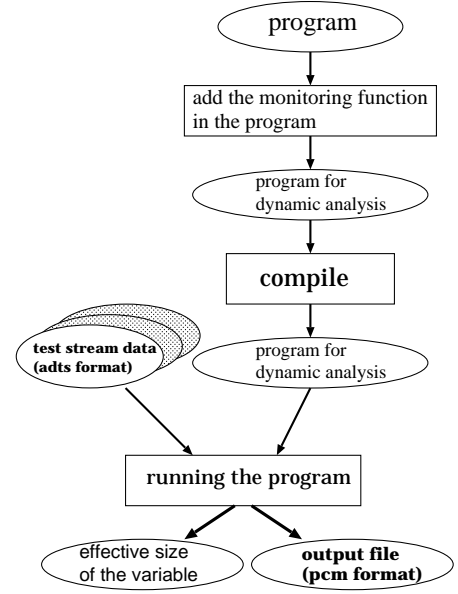 program
add the monitoring function
in the program
program for
dynamic analysis
compile
test stream data
(adts format)
program for
dynamic analysis
running the program
effective size
of the variable
output file
(pcm format)